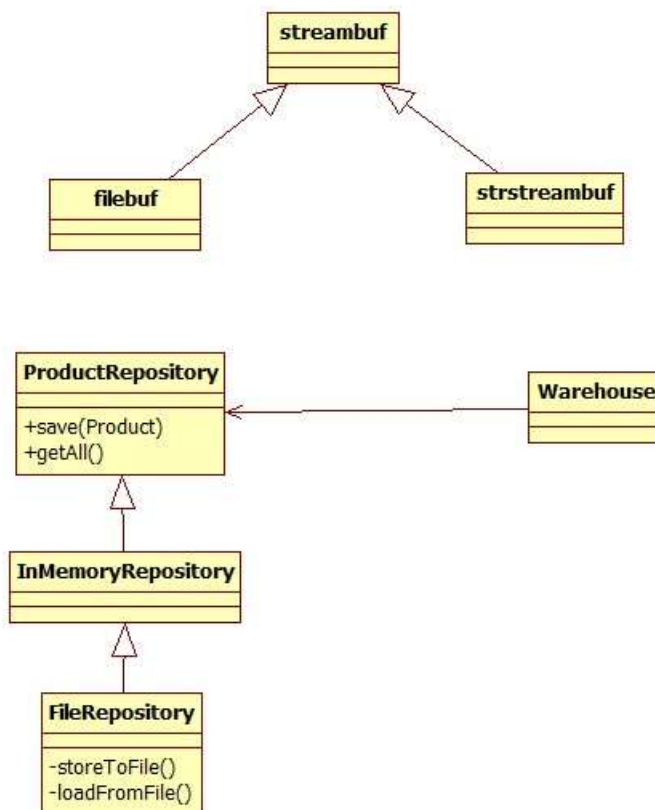 streambuf
filebuf
strstreambuf
ProductRepository
+save(Product)
+getAll()
Warehouse
InMemoryRepository
FileRepository
-storeToFile()
-loadFromFile()